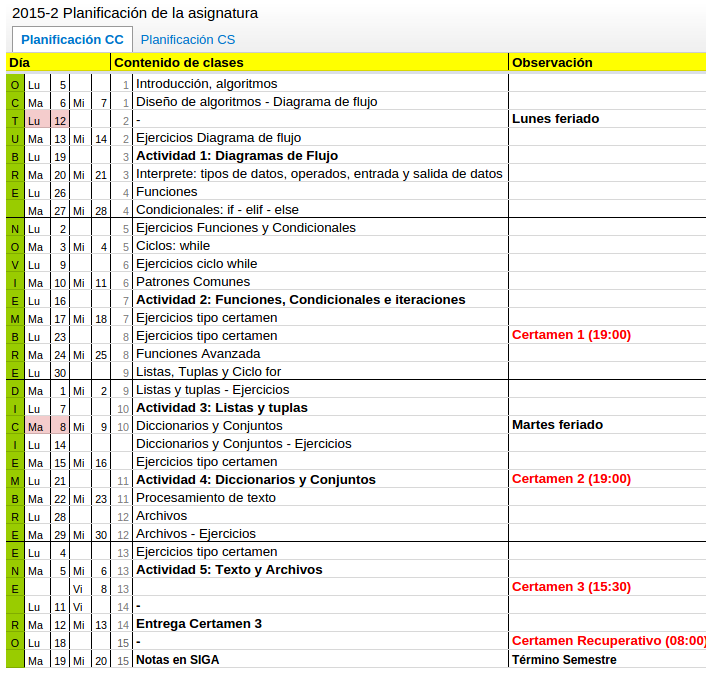 2015-2 Planificación de la asignatura
Planificación CC Planificación CS
Día Contenido de clases Observación
O Lu 5 1 Introducción, algoritmos
C Ma 6 Mi 7 1 Diseño de algoritmos - Diagrama de flujo
T Lu 12 2 - Lunes feriado
U Ma 13 Mi 14 2 Ejercicios Diagrama de flujo
B Lu 19 3 Actividad 1: Diagramas de Flujo
R Ma 20 Mi 21 3 Interprete: tipos de datos, operados, entrada y salida de datos
E Lu 26 4 Funciones
Ma 27 Mi 28 4 Condicionales: if - elif - else
N Lu 2 5 Ejercicios Funciones y Condicionales
O Ma 3 Mi 4 5 Ciclos: while
V Lu 9 6 Ejercicios ciclo while
I Ma 10 Mi 11 6 Patrones Comunes
E Lu 16 7 Actividad 2: Funciones, Condicionales e iteraciones
M Ma 17 Mi 18 7 Ejercicios tipo certamen
B Lu 23 8 Ejercicios tipo certamen Certamen 1 (19:00)
R Ma 24 Mi 25 8 Funciones Avanzada
E Lu 30 9 Listas, Tuplas y Ciclo for
D Ma 1 Mi 2 9 Listas y tuplas - Ejercicios
I Lu 7 10 Actividad 3: Listas y tuplas
C Ma 8 Mi 9 10 Diccionarios y Conjuntos Martes feriado
I Lu 14 Diccionarios y Conjuntos - Ejercicios
E Ma 15 Mi 16 Ejercicios tipo certamen
M Lu 21 11 Actividad 4: Diccionarios y Conjuntos Certamen 2 (19:00)
B Ma 22 Mi 23 11 Procesamiento de texto
R Lu 28 12 Archivos
E Ma 29 Mi 30 12 Archivos - Ejercicios
E Lu 4 13 Ejercicios tipo certamen
N Ma 5 Mi 6 13 Actividad 5: Texto y Archivos
E Vi 8 13 Certamen 3 (15:30)
Lu 11 Vi 14 -
R Ma 12 Mi 13 14 Entrega Certamen 3
O Lu 18 15 - Certamen Recuperativo (08:00)
Ma 19 Mi 20 15 Notas en SIGA Término Semestre